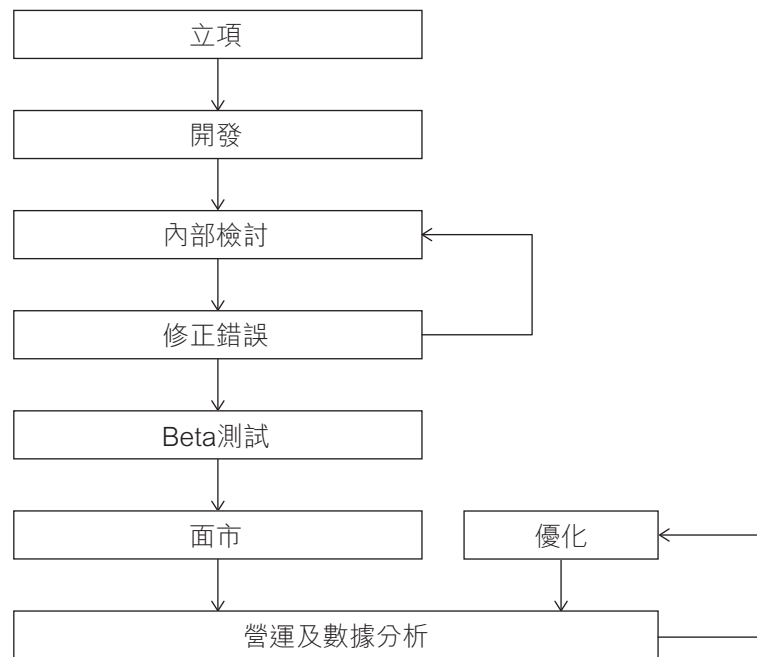 立項
開發
內部檢討
修正錯誤
Beta測試
面市
優化
營運及數據分析